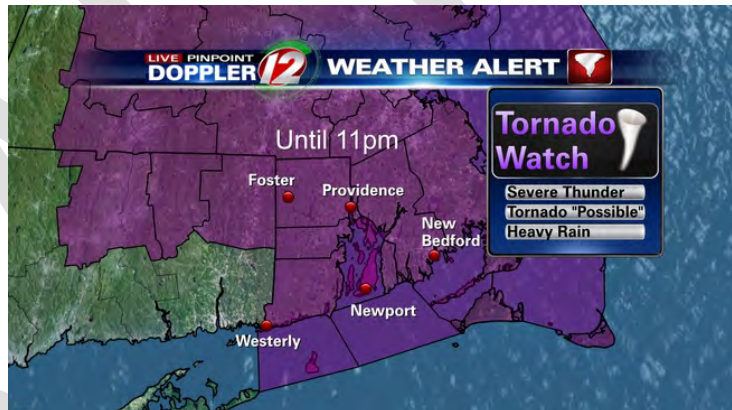 LIVE PINPOINT
DOPPLER 12
WEATHER ALERT
Until 11pm
Tornado
Watch
Severe Thunder
Tornado "Possible"
Heavy Rain
Foster
Providence
New
Bedford
Newport
Westerly